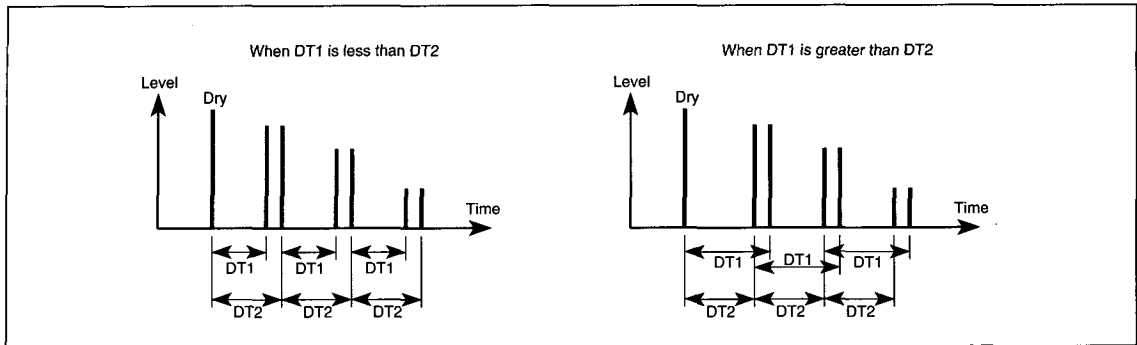 When DT1 is less than DT2
Level
Dry
Time
DT1
DT1
DT1
DT2
DT2
DT2
When DT1 is greater than DT2
Level
Dry
Time
DT1
DT1
DT1
DT2
DT2
DT2